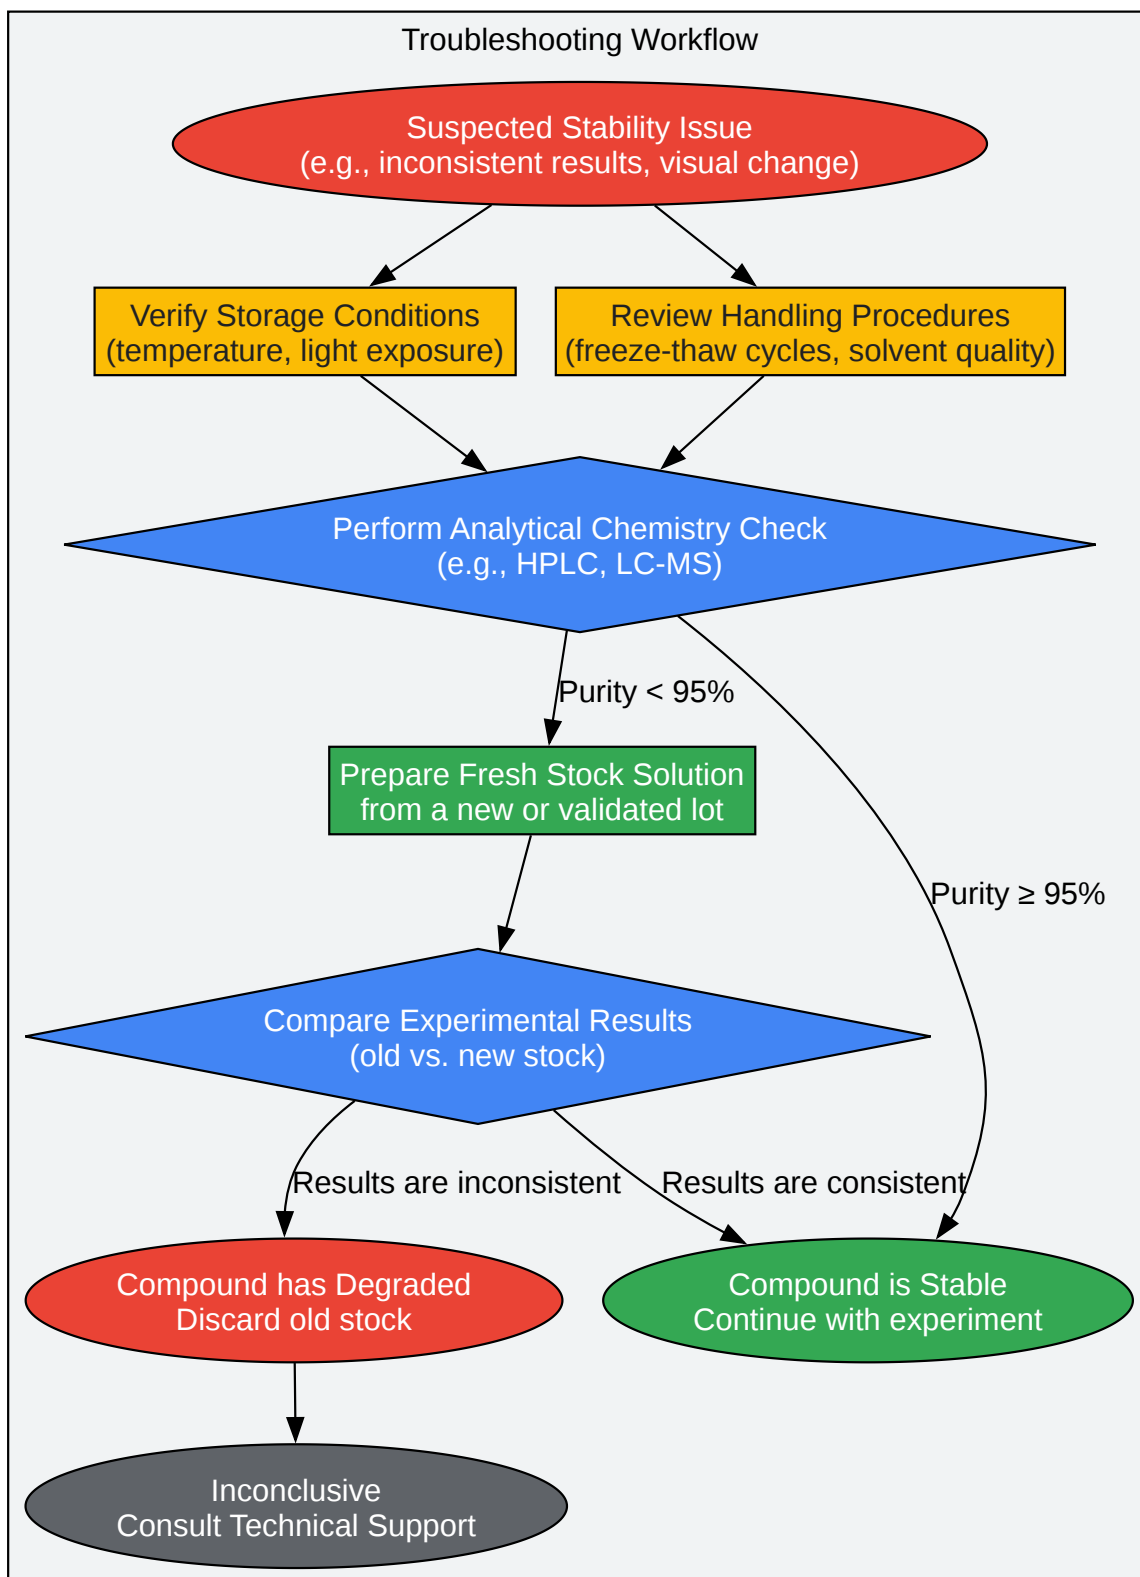 Troubleshooting Workflow
Suspected Stability Issue
(e.g., inconsistent results, visual change)
Verify Storage Conditions
(temperature, light exposure)
Review Handling Procedures
(freeze-thaw cycles, solvent quality)
Perform Analytical Chemistry Check
(e.g., HPLC, LC-MS)
Purity < 95%
Prepare Fresh Stock Solution
from a new or validated lot
Purity ≥ 95%
Compare Experimental Results
(old vs. new stock)
Results are inconsistent
Results are consistent
Compound has Degraded
Discard old stock
Compound is Stable
Continue with experiment
Inconclusive
Consult Technical Support